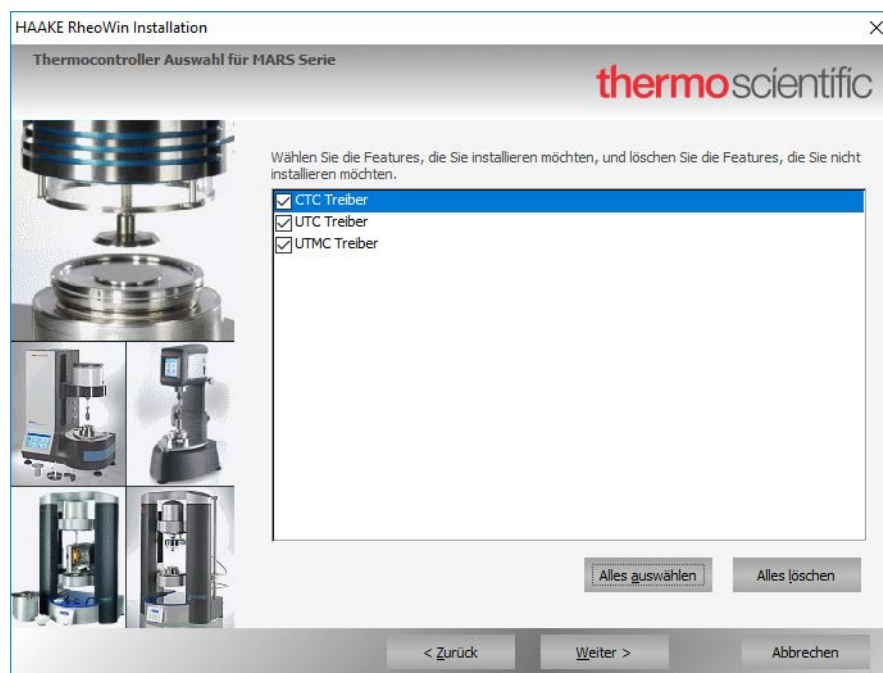 HAAKE RheoWin Installation
Thermocontroller Auswahl für MARS Serie
thermoscientific
Wählen Sie die Features, die Sie installieren möchten, und löschen Sie die Features, die Sie nicht
installieren möchten.
CTC Treiber
UTC Treiber
UTMC Treiber
Alles auswählen
Alles löschen
< Zurück
Weiter >
Abbrechen